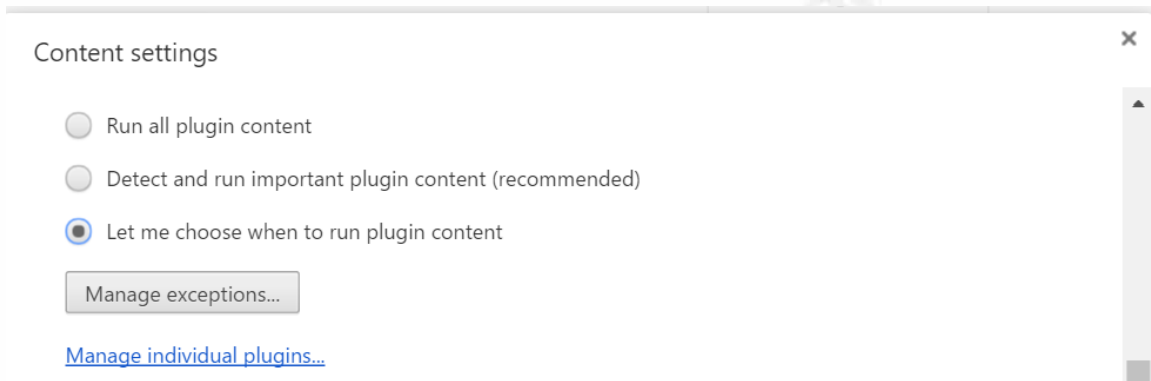 Content settings
Run all plugin content
Detect and run important plugin content (recommended)
Let me choose when to run plugin content
Manage exceptions...
Manage individual plugins...